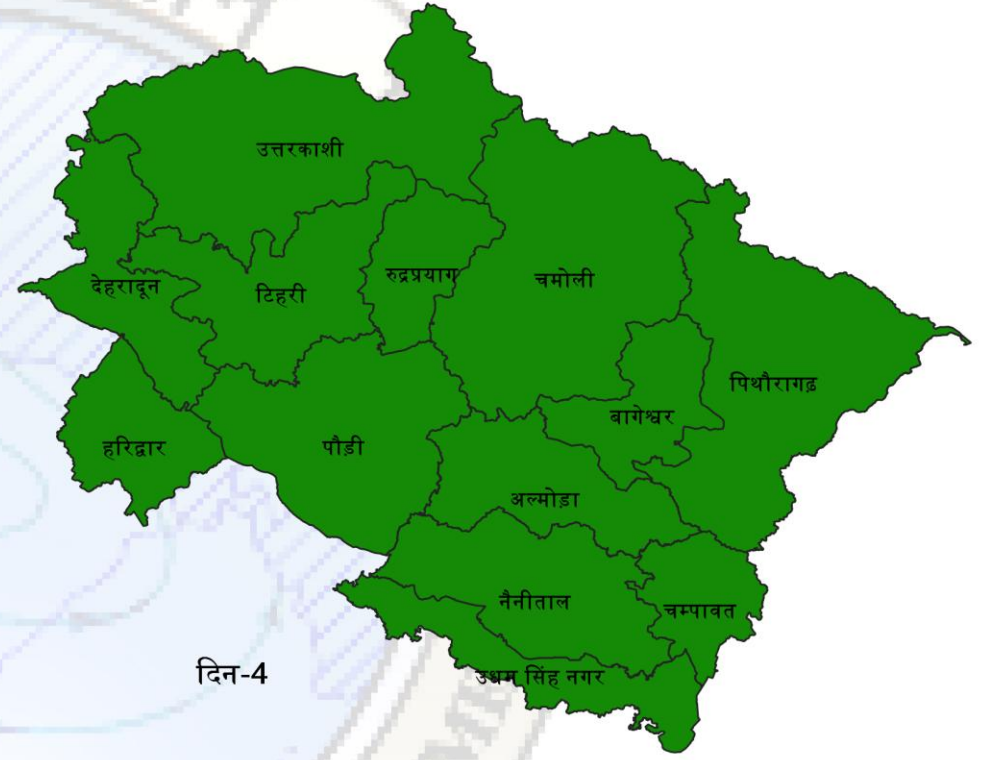 उत्तरकाशी
देहरादून
टिहरी
रुद्रप्रयाग
चमोली
पिथौरागढ़
बागेश्वर
हरिद्वार
पौड़ी
अल्मोड़ा
नैनीताल
चम्पावत
दिन-4
उधम सिंह नगर